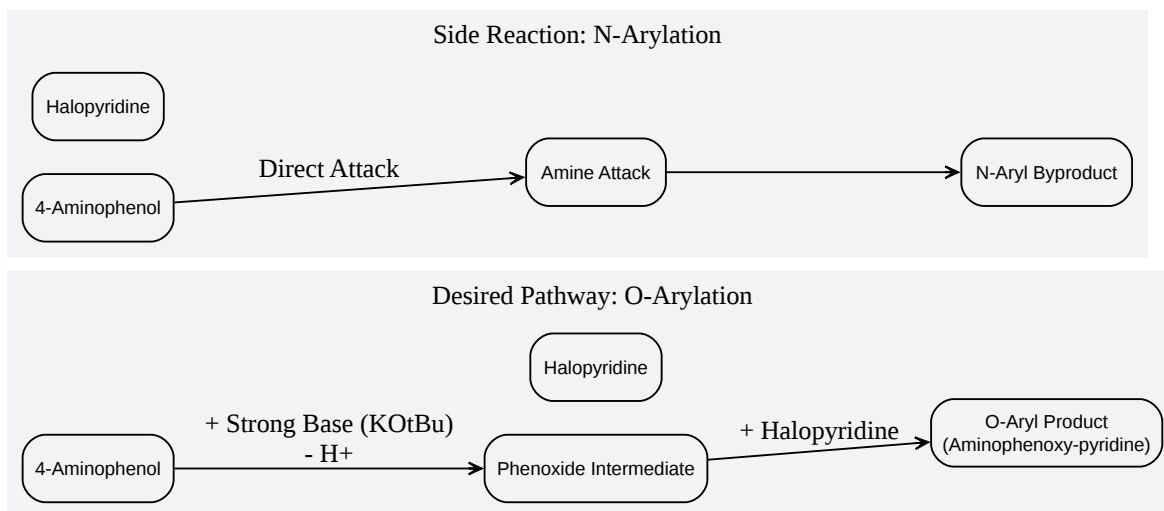 Side Reaction: N-Arylation
Halopyridine
Direct Attack
Amine Attack
N-Aryl Byproduct
4-Aminophenol
Desired Pathway: O-Arylation
Halopyridine
+ Strong Base (KOtBu)
- H+
+ Halopyridine
O-Aryl Product
(Aminophenoxy-pyridine)
4-Aminophenol
Phenoxide Intermediate